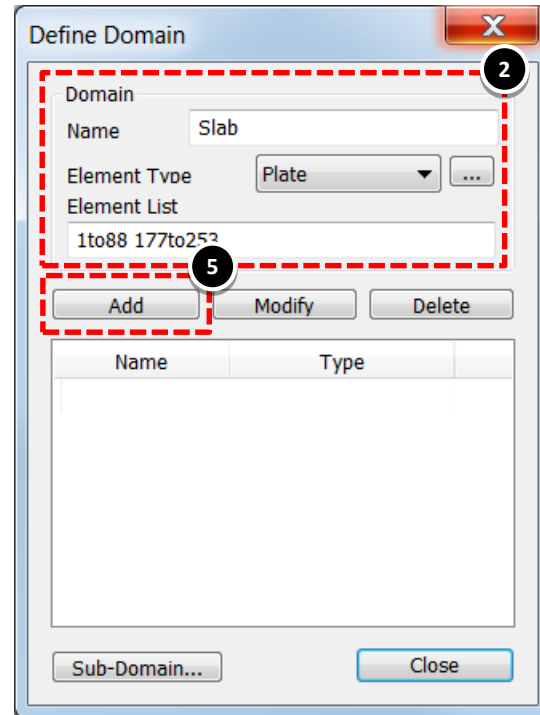 Define Domain
X
2
Domain
Name Slab
Element Type Plate ...
Element List
1to88 177to253
5
Add Modify Delete
Name Type
Sub-Domain... Close